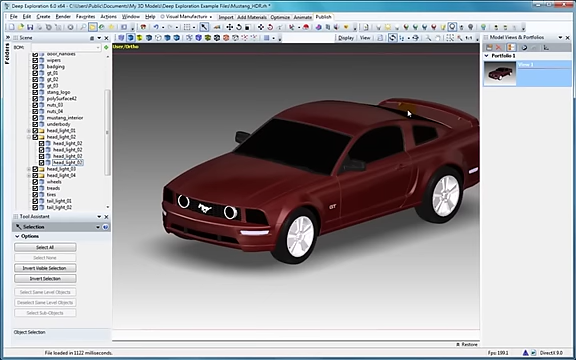 Deep Exploration 6.0 x64 - C:\Users\Public\Documents\My 3D Models\Deep Exploration Example Files\Mustang_HDR.rh *
File Edit Create Render Favorites Actions Window Help Visual Manufacture Import Add Materials Optimize Animate Publish
Folders
Scene
Display
Model Views & Portfolios
BOM:
User/Ortho
Portfolio 1
View 1
door_handles
wipers
badging
gt_01
gt_02
stang_logo
polySurface42
nuts_03
nuts_04
mustang_interior
underbody
head_light_01
head_light_02
head_light_02
head_light_02
head_light_02
head_light_02
head_light_03
head_light_04
wheels
treads
tires
tail_light_01
tail_light_02
GT
Tool Assistant
Selection
Options
Select All
Select None
Invert Visible Selection
Invert Selection
Select Same Level Objects
Deselect Same Level Objects
Select Sub-Objects
Object Selection
Restore
File loaded in 1122 milliseconds.
Fps: 199.1
DirectX 9.0